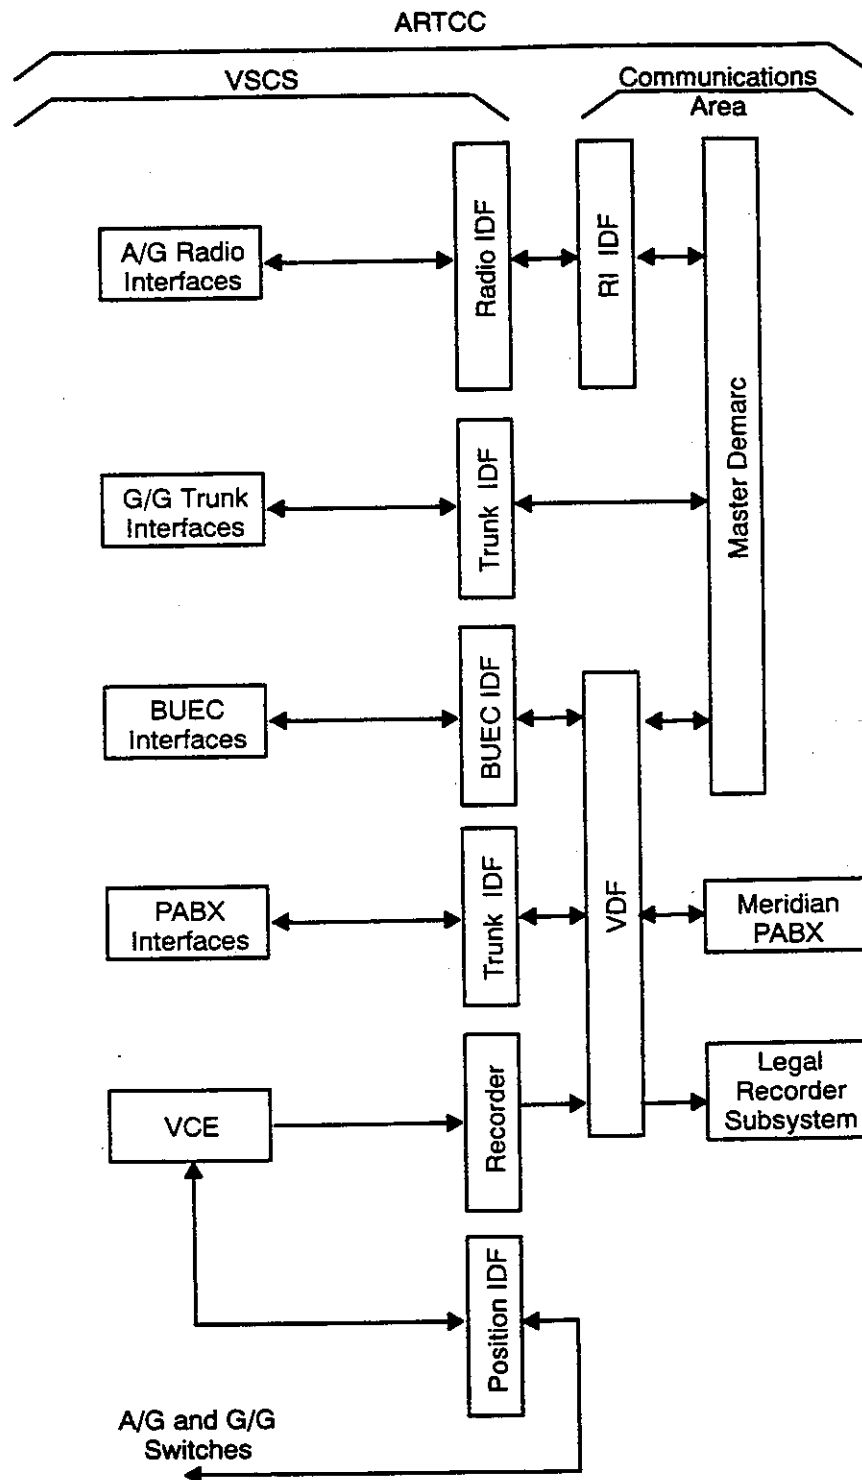 ARTCC
VSCS
Communications
Area
A/G Radio
Interfaces
Radio IDF
RI IDF
Master Demarc
G/G Trunk
Interfaces
Trunk IDF
BUEC
Interfaces
BUEC IDF
VDF
PABX
Interfaces
Trunk IDF
Meridian
PABX
VCE
Recorder
Legal
Recorder
Subsystem
Position IDF
A/G and G/G
Switches